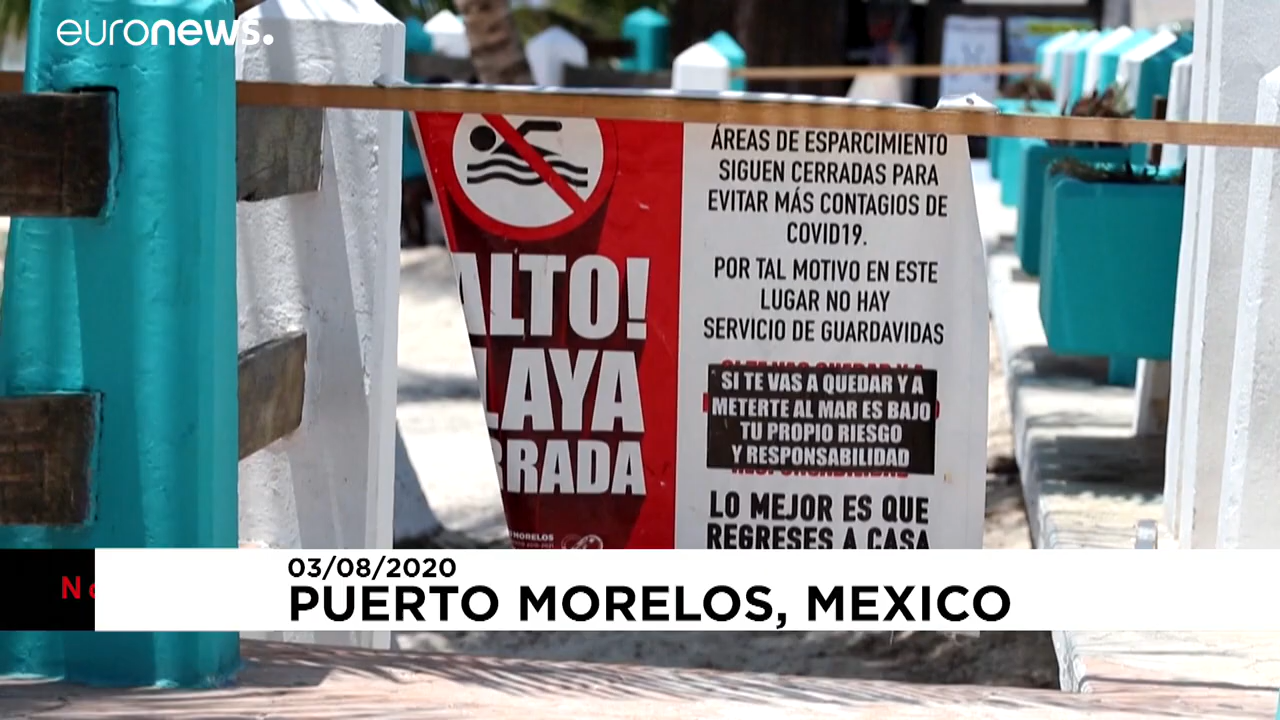 euronews.
ALTO!
LAYA
RRADA
MORELOS
ÁREAS DE ESPARCIMIENTO
SIGUEN CERRADAS PARA
EVITAR MÁS CONTAGIOS DE
COVID19.
POR TAL MOTIVO EN ESTE
LUGAR NO HAY
SERVICIO DE GUARDAVIDAS
SI TE VAS A QUEDAR Y A
METERTE AL MAR ES BAJO
TU PROPIO RIESGO
Y RESPONSABILIDAD
LO MEJOR ES QUE
REGRESES A CASA
No
03/08/2020
PUERTO MORELOS, MEXICO